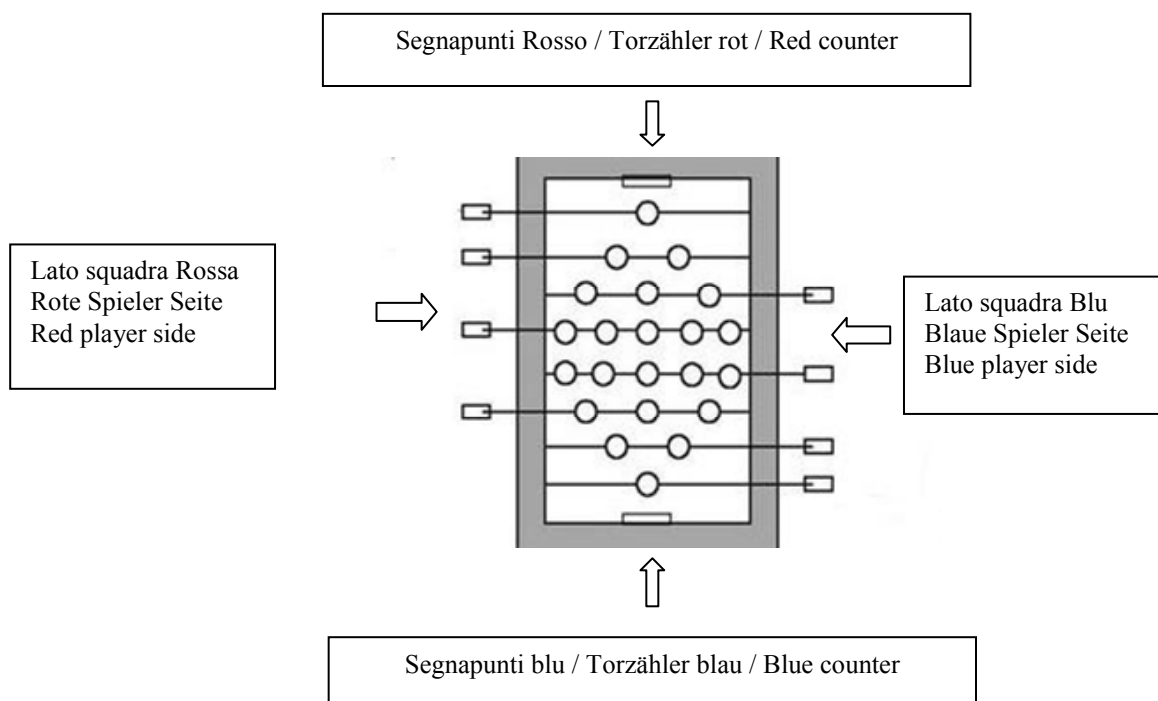 Segnapunti Rosso / Torzähler rot / Red counter
Lato squadra Rossa
Rote Spieler Seite
Red player side
Lato squadra Blu
Blaue Spieler Seite
Blue player side
Segnapunti blu / Torzähler blau / Blue counter